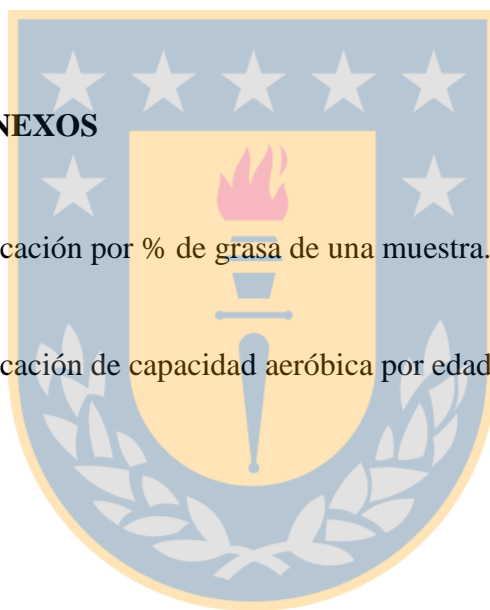 NEXOS
cación por % de grasa de una muestra.
cación de capacidad aeróbica por edad